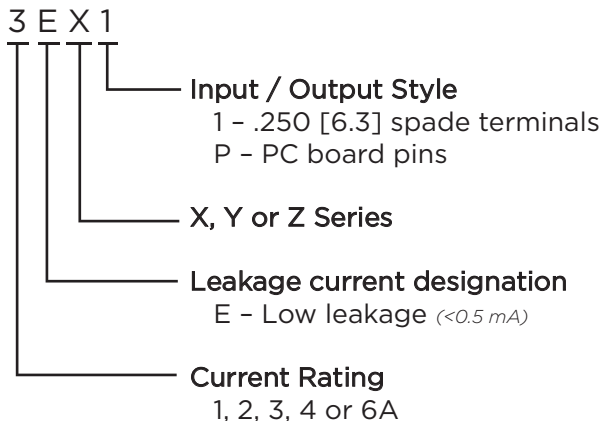 3 E X 1
Input / Output Style
1 – .250 [6.3] spade terminals
P – PC board pins
X, Y or Z Series
Leakage current designation
E – Low leakage (<0.5 mA)
Current Rating
1, 2, 3, 4 or 6A